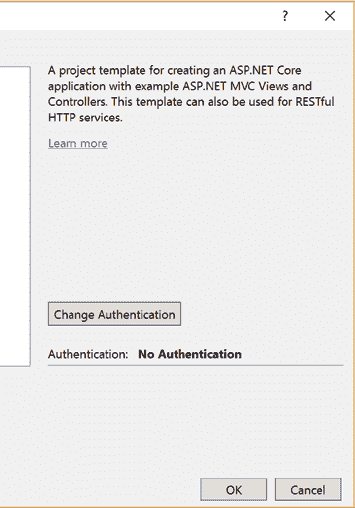 ?
A project template for creating an ASP.NET Core
application with example ASP.NET MVC Views and
Controllers. This template can also be used for RESTful
HTTP services.
Learn more
Change Authentication
Authentication: No Authentication
OK Cancel